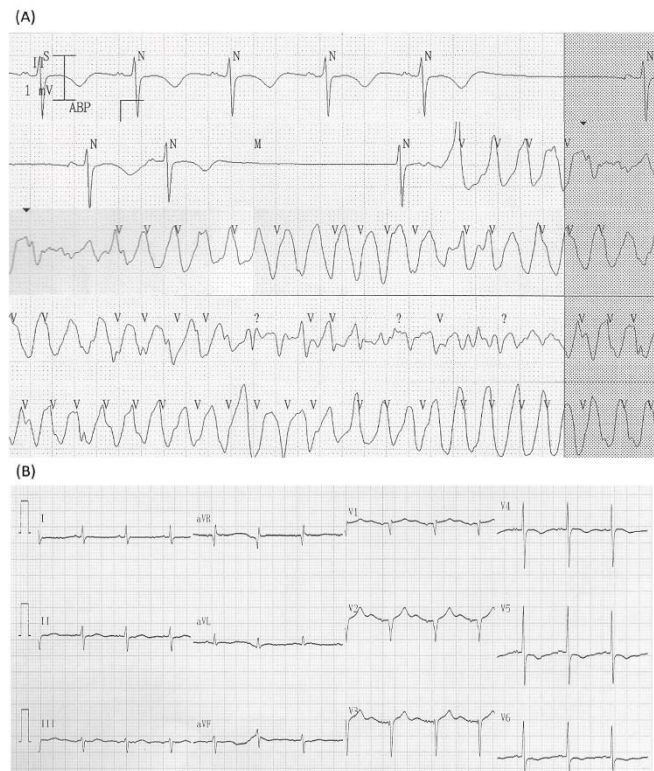 (A)
II S N N N N N
1 mV
ABP
N N M N V V V V
V V V V V V V V V V V V V V
V V V V V V ? V V ? V ? V V V
V V V V V V V V V V V V V V V V V V V V V
(B)
I aVR V1 V4
II aVL V2 V5
III aVF V3 V6